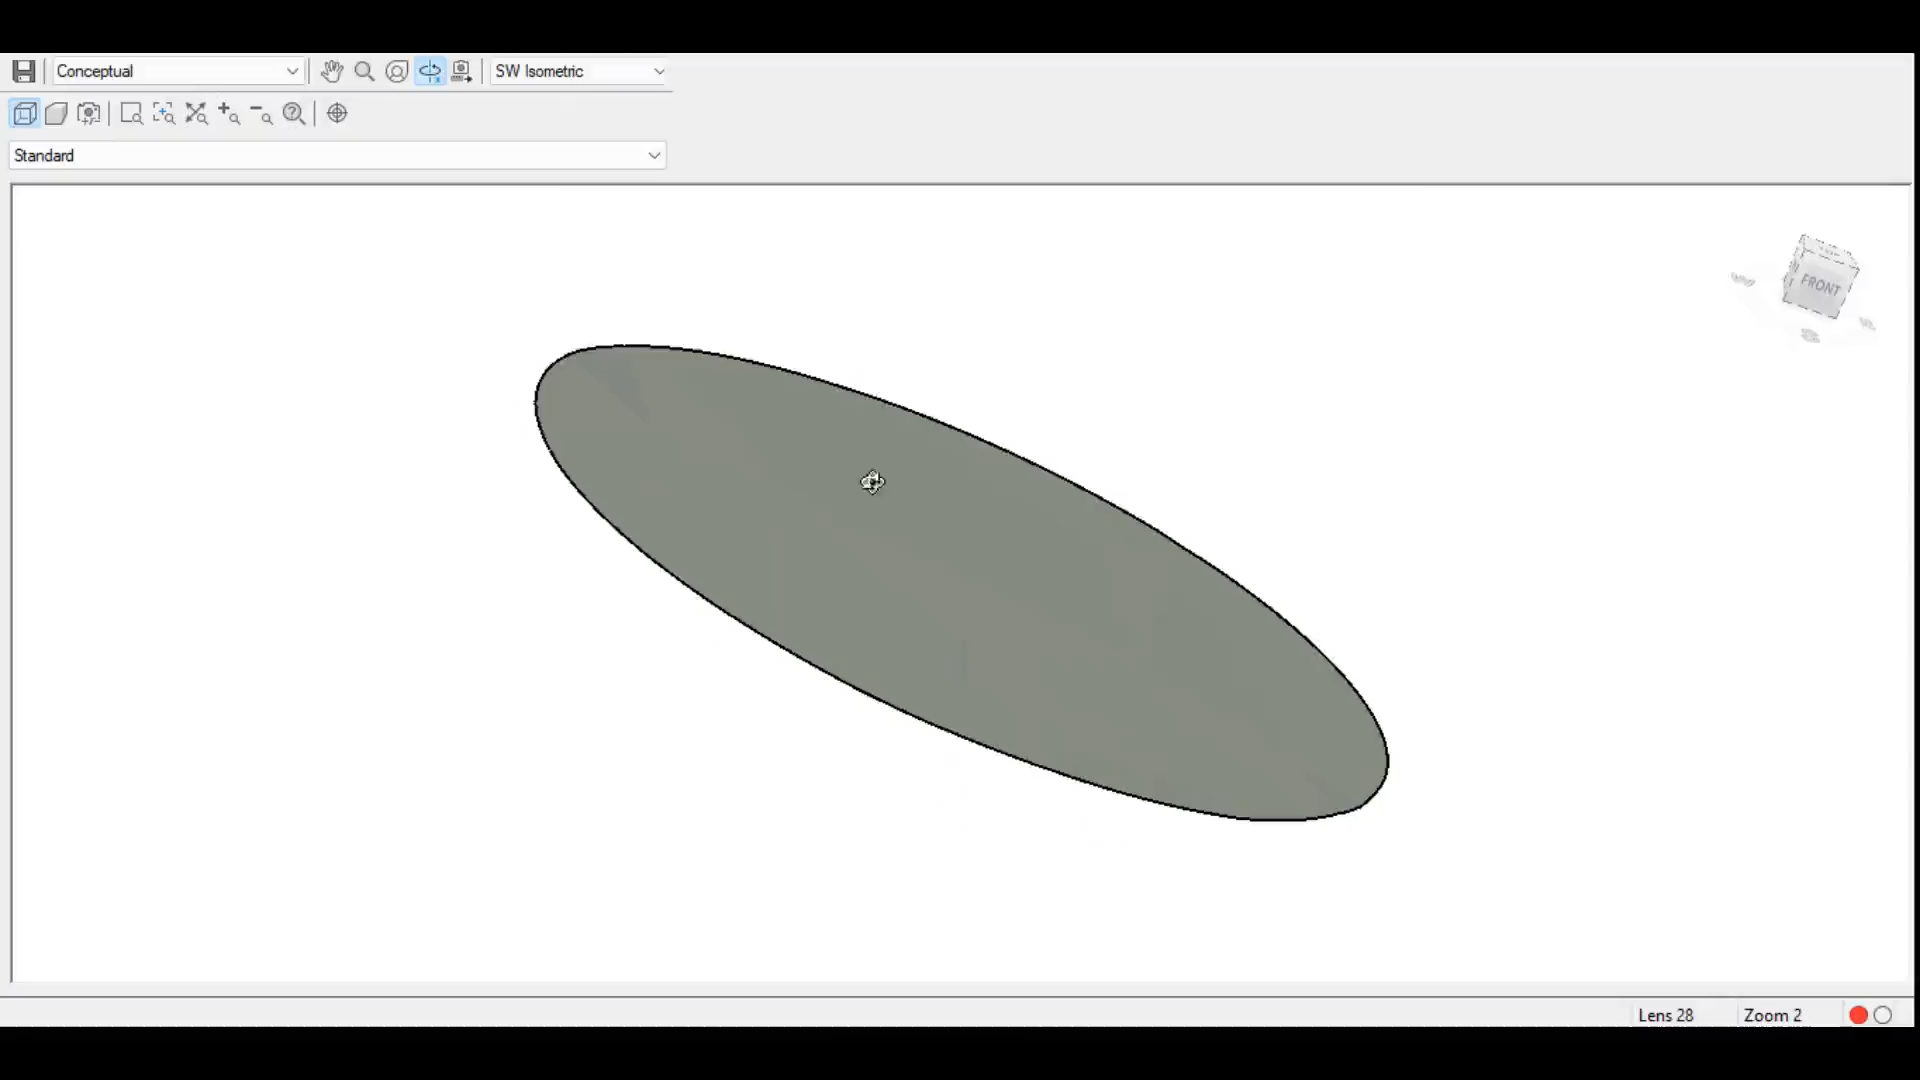 Conceptual
SW Isometric
Standard
FRONT
Lens 28
Zoom 2